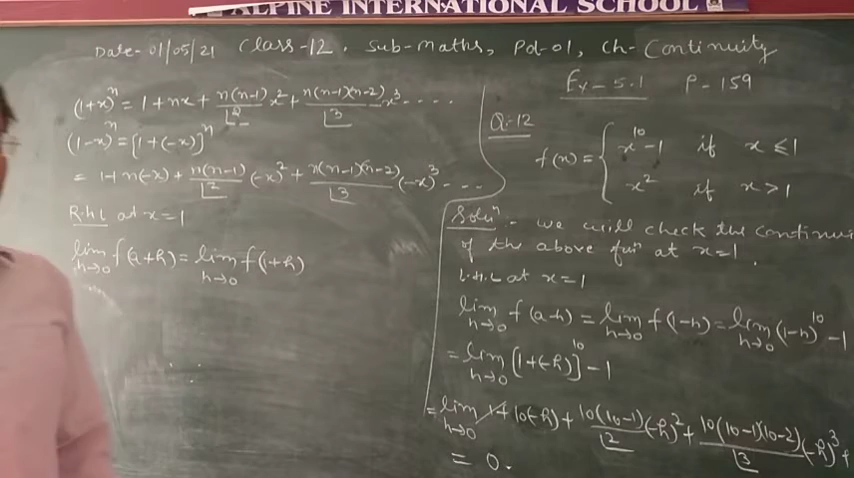 ALPINE INTERNATIONAL SCHOOL
Date- 01/05/21 Class-12. Sub-maths, Pd-01, Ch- Continuity
Ex- 5.1 P-159
(1+x)^n = 1+nx+ n(n-1)/⌊2 x² + n(n-1)(n-2)/⌊3 x³ ....
(1-x)^n = [1+(-x)]^n
= 1+n(-x)+ n(n-1)/⌊2 (-x)² + n(n-1)(n-2)/⌊3 (-x)³ ....
R.H.L at x=1
lim h→0 f(a+h) = lim h→0 f(1+h)
Q.12
f(x) = { x^10 -1 if x ≤ 1
x² if x > 1
Solun:- we will check the continui
of the above fun at x=1.
L.H.L at x=1
lim h→0 f(a-h) = lim h→0 f(1-h) = lim h→0 (1-h)^10 -1
= lim h→0 [1+(-h)]^10 -1
= lim h→0 1+10(-h)+ 10(10-1)/⌊2 (-h)² + 10(10-1)(10-2)/⌊3 (-h)³ +
= 0.